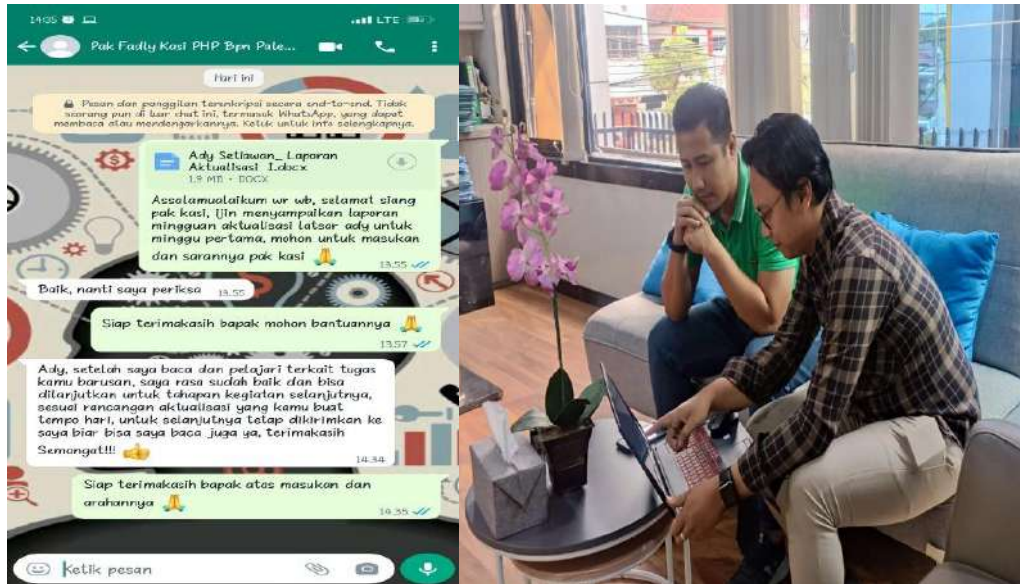 14:35
LTE
Pak Fadly Kasi PHP Bpn Pale...
Hari ini
Pesan dan panggilan terenkripsi secara end-to-end. Tidak
seorang pun di luar chat ini, termasuk WhatsApp, yang dapat
membaca atau mendengarkannya. Ketuk untuk info selengkapnya.
Ady Setiawan_ Laporan
Aktualisasi 1.docx
1,9 MB • DOCX
Assalamualaikum wr wb, selamat siang
pak kasi, ijin menyampaikan laporan
mingguan aktualisasi latsar ady untuk
minggu pertama, mohon untuk masukan
dan sarannya pak kasi 🙏
13.55
Baik, nanti saya periksa 13.55
Siap terimakasih bapak mohon bantuannya 🙏
13.57
Ady, setelah saya baca dan pelajari terkait tugas
kamu barusan, saya rasa sudah baik dan bisa
dilanjutkan untuk tahapan kegiatan selanjutnya,
sesuai rancangan aktualisasi yang kamu buat
tempo hari, untuk selanjutnya tetap dikirimkan ke
saya biar bisa saya baca juga ya, terimakasih
Semangat!!! 👍
14.34
Siap terimakasih bapak atas masukan dan
arahannya 🙏
14.35
Ketik pesan